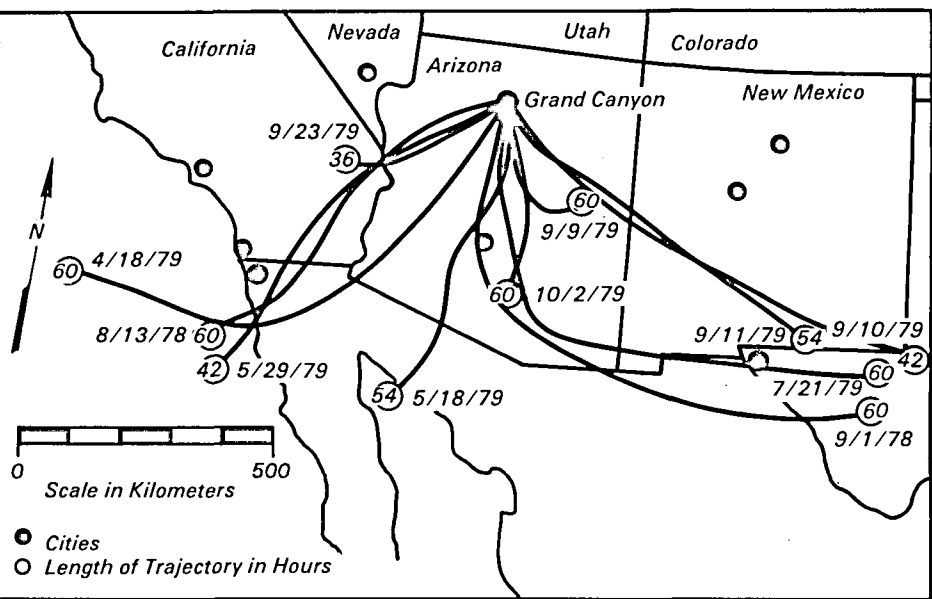 Nevada
Utah
California
Colorado
Arizona
New Mexico
Grand Canyon
9/23/79
36
60
9/9/79
N
60
4/18/79
60
10/2/79
8/13/78
60
9/11/79
54
9/10/79
42
42
5/29/79
54
5/18/79
60
7/21/79
60
9/1/78
0
500
Scale in Kilometers
Cities
Length of Trajectory in Hours